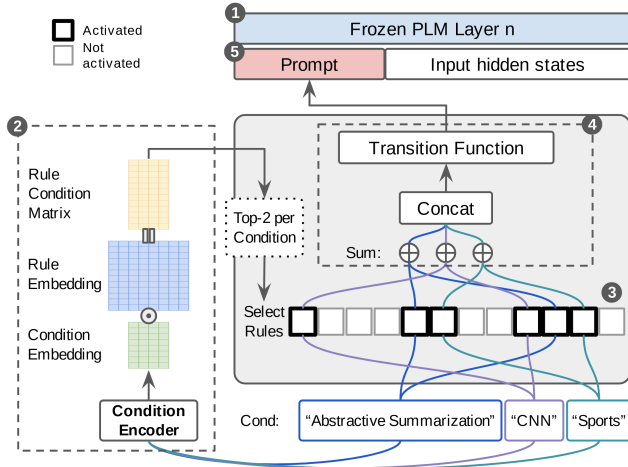 Activated
Not
activated
1
Frozen PLM Layer n
5
Prompt
Input hidden states
2
4
Transition Function
Rule
Condition
Matrix
Concat
Top-2 per
Condition
Sum:
Rule
Embedding
3
Select
Rules
Condition
Embedding
Condition
Encoder
Cond:
“Abstractive Summarization”
“CNN”
“Sports”